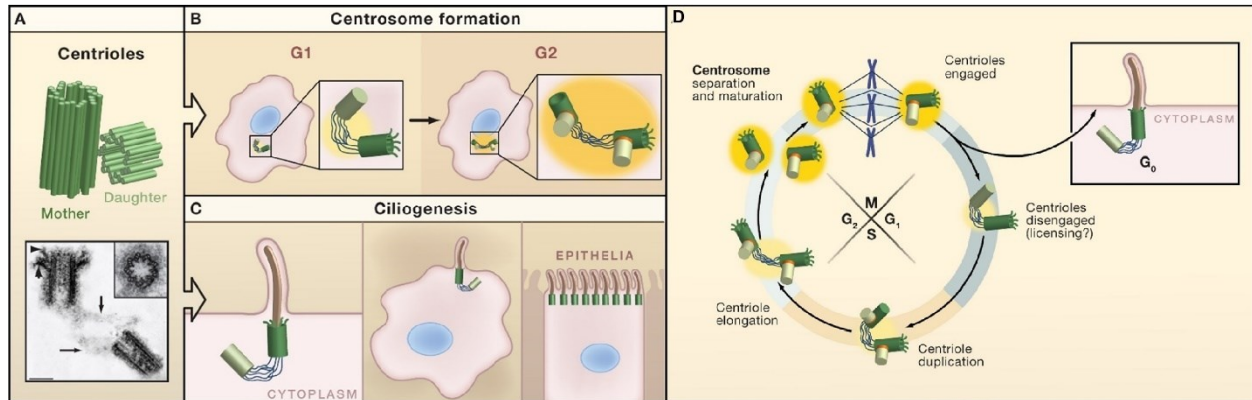 A
Centrioles
Mother
Daughter
B
Centrosome formation
G1
G2
C
Ciliogenesis
CYTOPLASM
EPITHELIA
D
Centrosome
separation
and maturation
Centrioles
engaged
CYTOPLASM
G₀
Centrioles
disengaged
(licensing?)
M
G₂
G₁
S
Centriole
elongation
Centriole
duplication